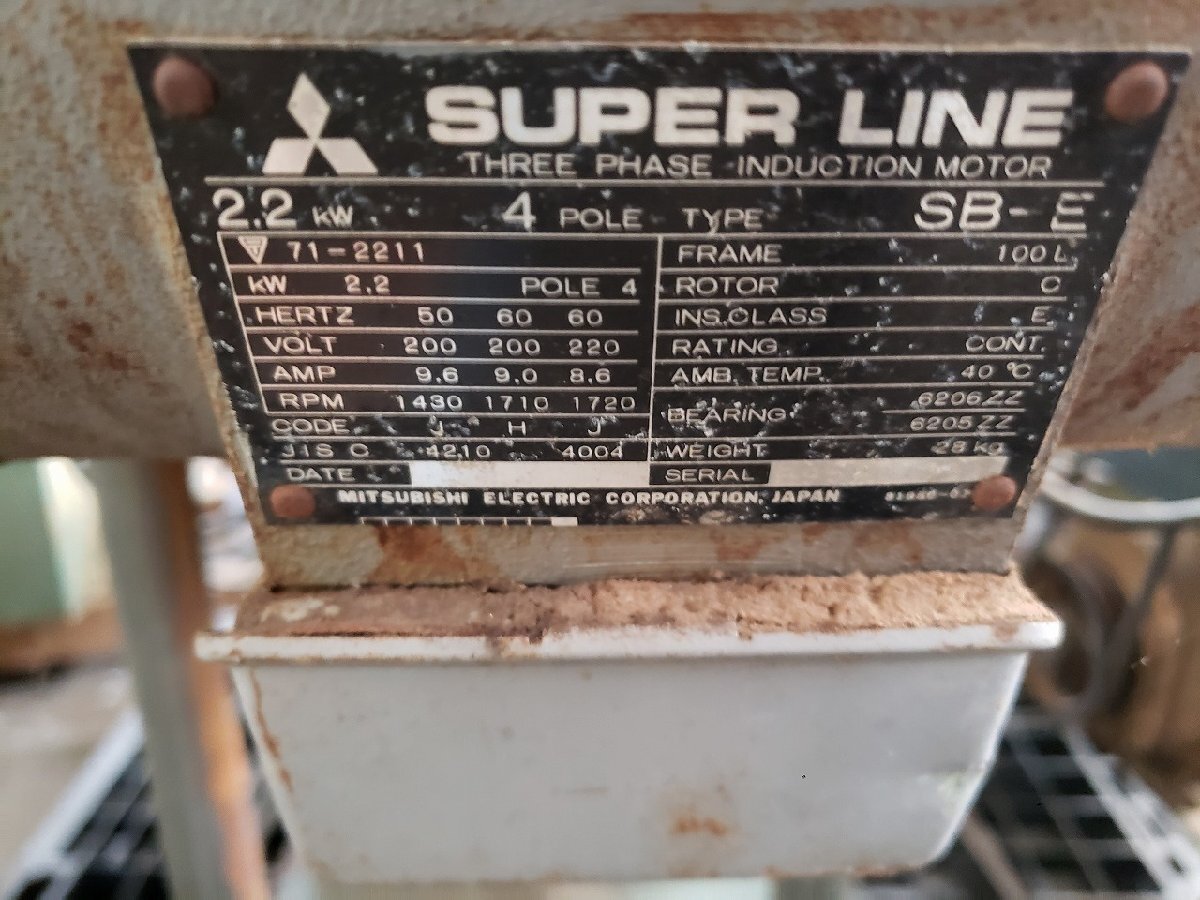 SUPER LINE
THREE PHASE INDUCTION MOTOR
2.2 kW 4 POLE TYPE SB-E
71-2211
kW 2.2 POLE 4
HERTZ 50 60 60
VOLT 200 200 220
AMP 9.6 9.0 8.6
RPM 1430 1710 1720
CODE J H J
JIS C 4210 4004
DATE
FRAME 100L
ROTOR C
INS.CLASS E
RATING CONT.
AMB. TEMP. 40 °C
BEARING 6206ZZ
6205ZZ
WEIGHT 28 kg
SERIAL
MITSUBISHI ELECTRIC CORPORATION, JAPAN